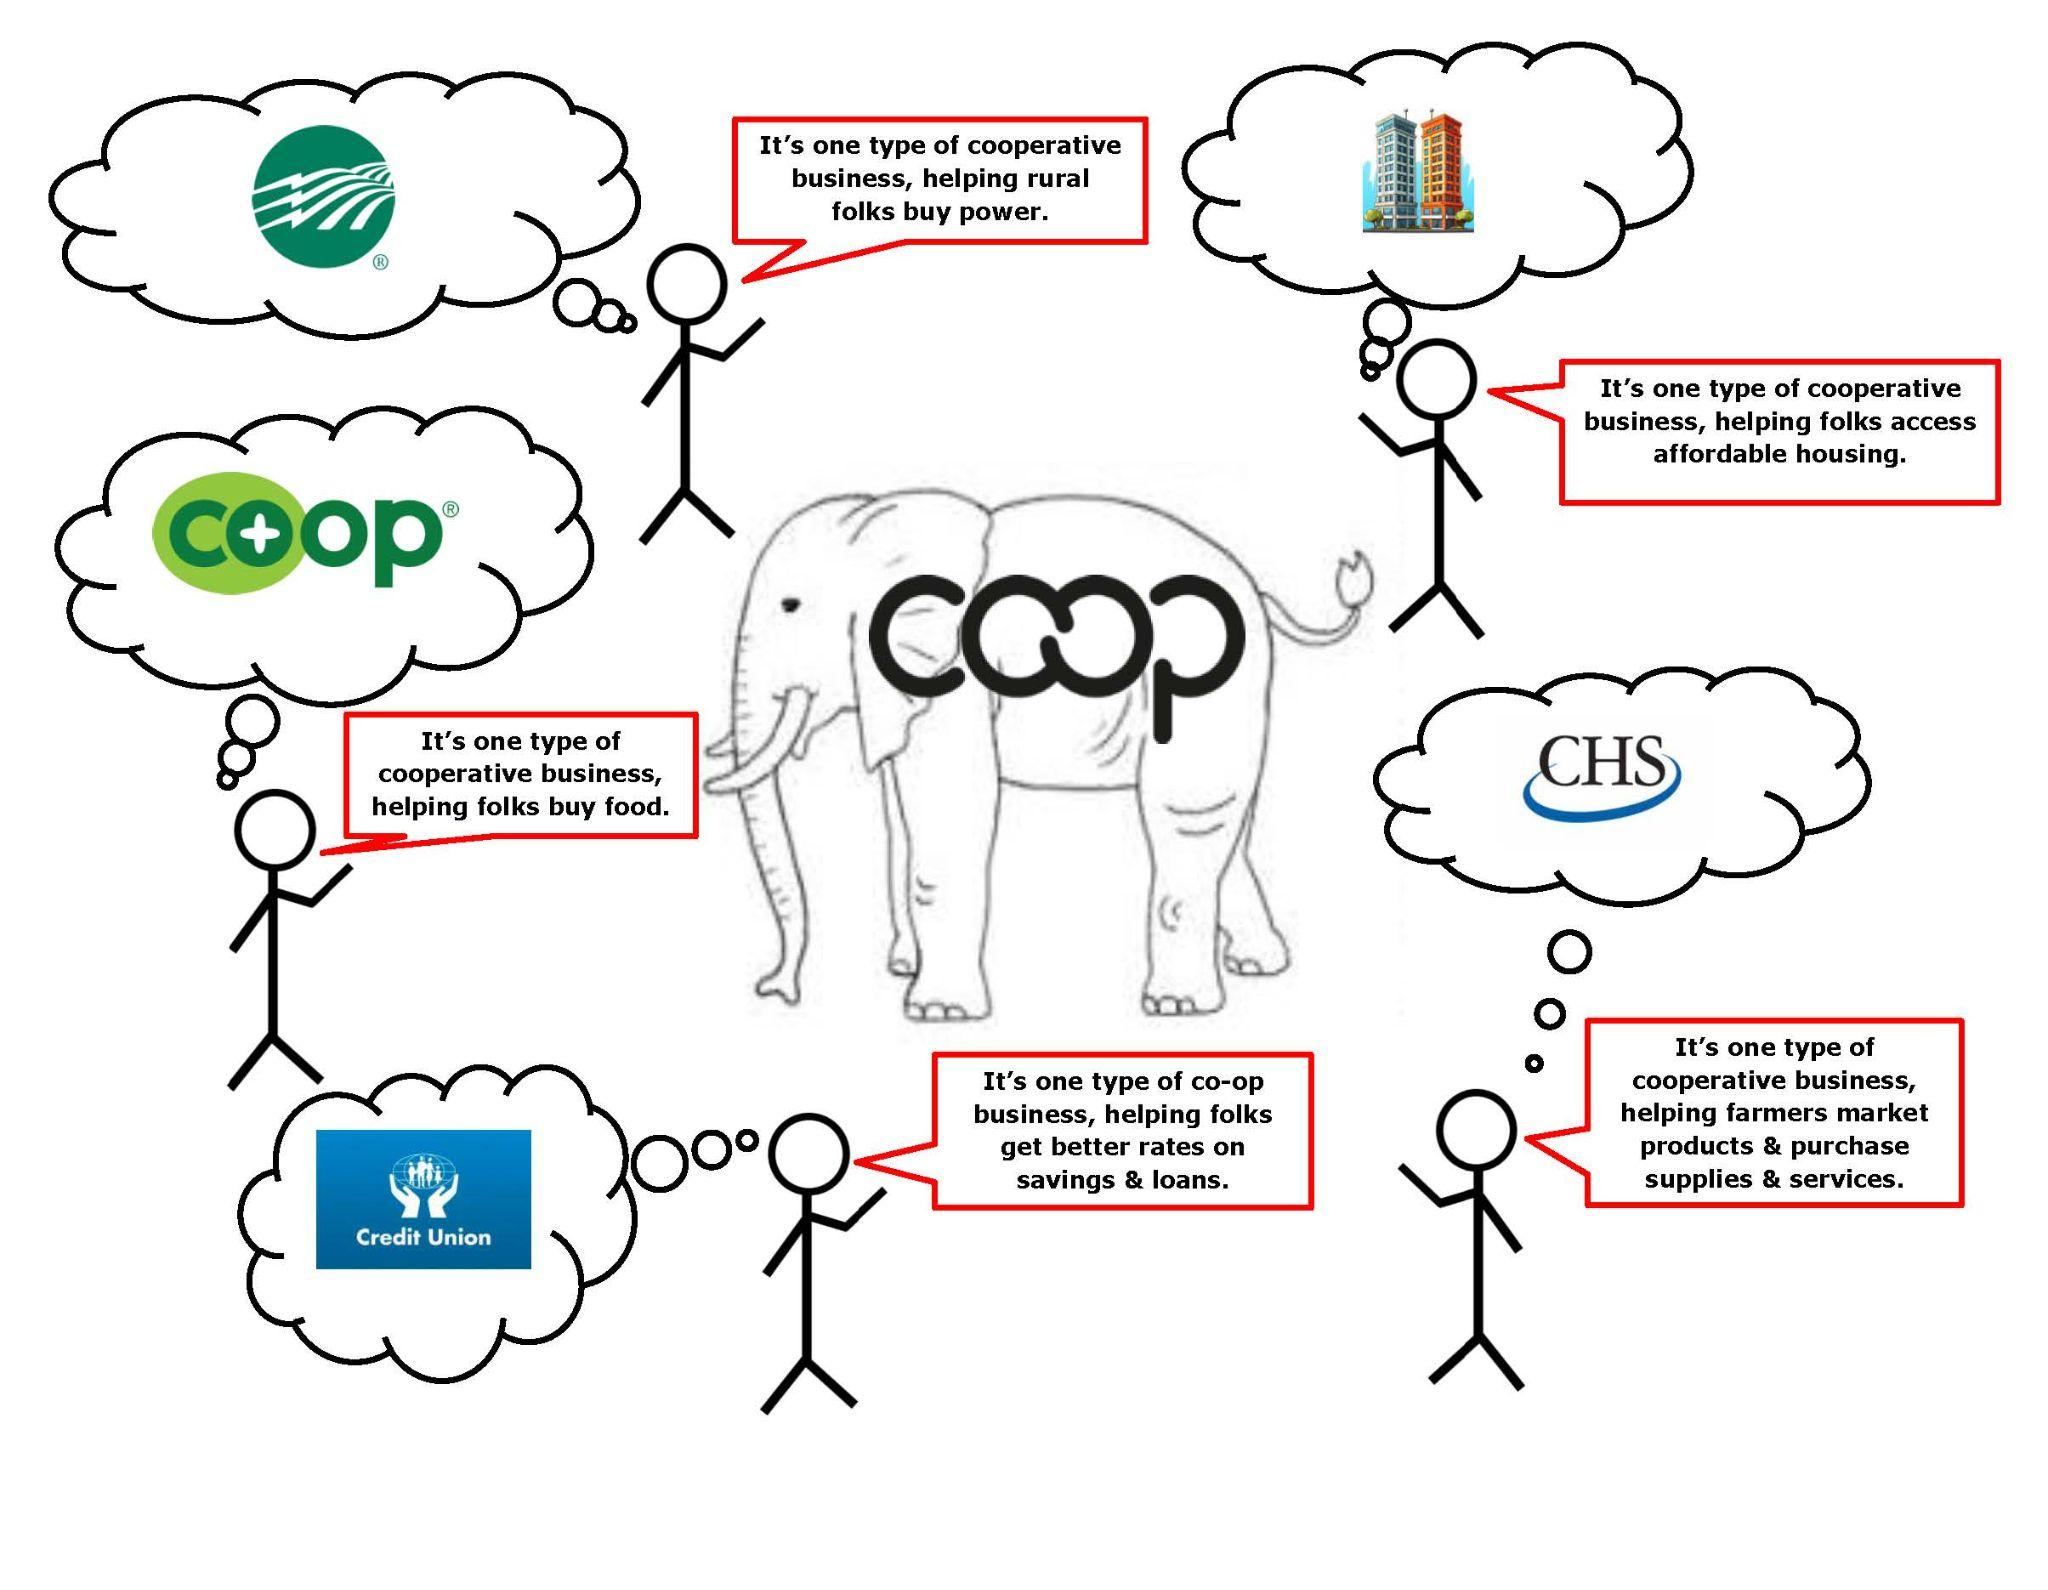 ®
It’s one type of cooperative
business, helping rural
folks buy power.
It’s one type of cooperative
business, helping folks access
affordable housing.
coop®
coop
It’s one type of
cooperative business,
helping folks buy food.
CHS
Credit Union
It’s one type of co-op
business, helping folks
get better rates on
savings & loans.
It’s one type of
cooperative business,
helping farmers market
products & purchase
supplies & services.